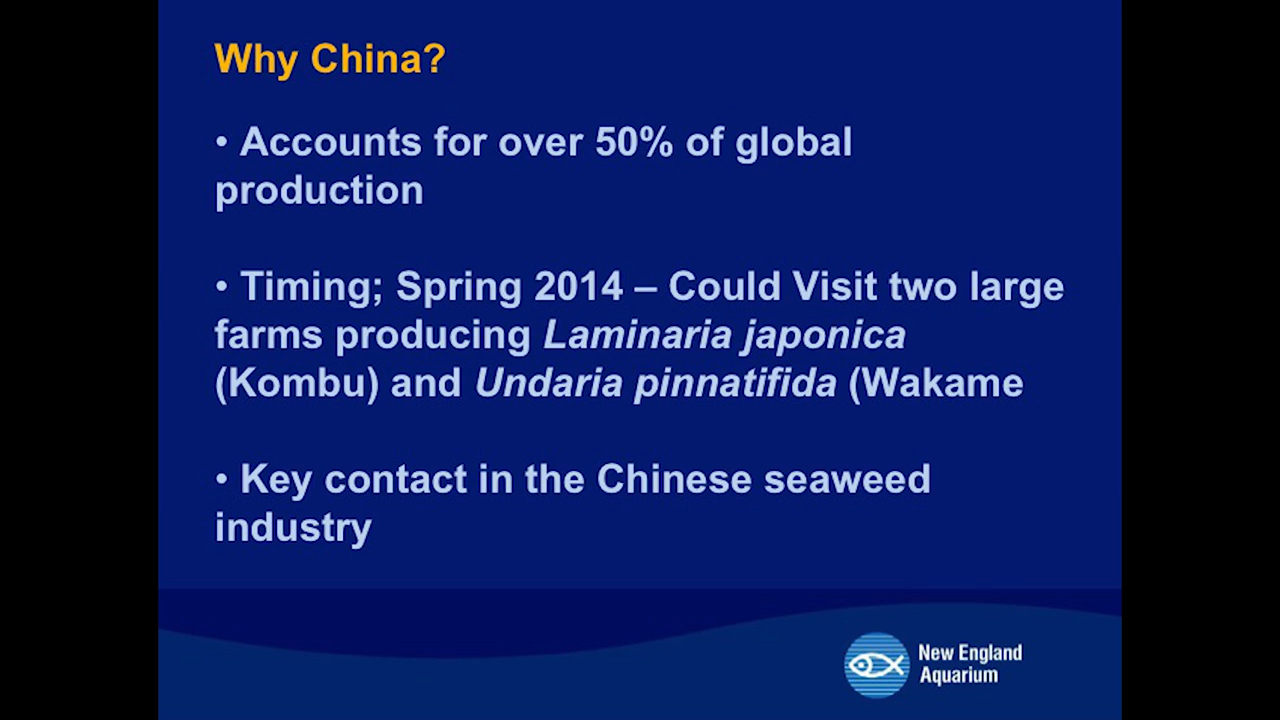 Why China?
• Accounts for over 50% of global
production
• Timing; Spring 2014 – Could Visit two large
farms producing Laminaria japonica
(Kombu) and Undaria pinnatifida (Wakame
• Key contact in the Chinese seaweed
industry
New England
Aquarium